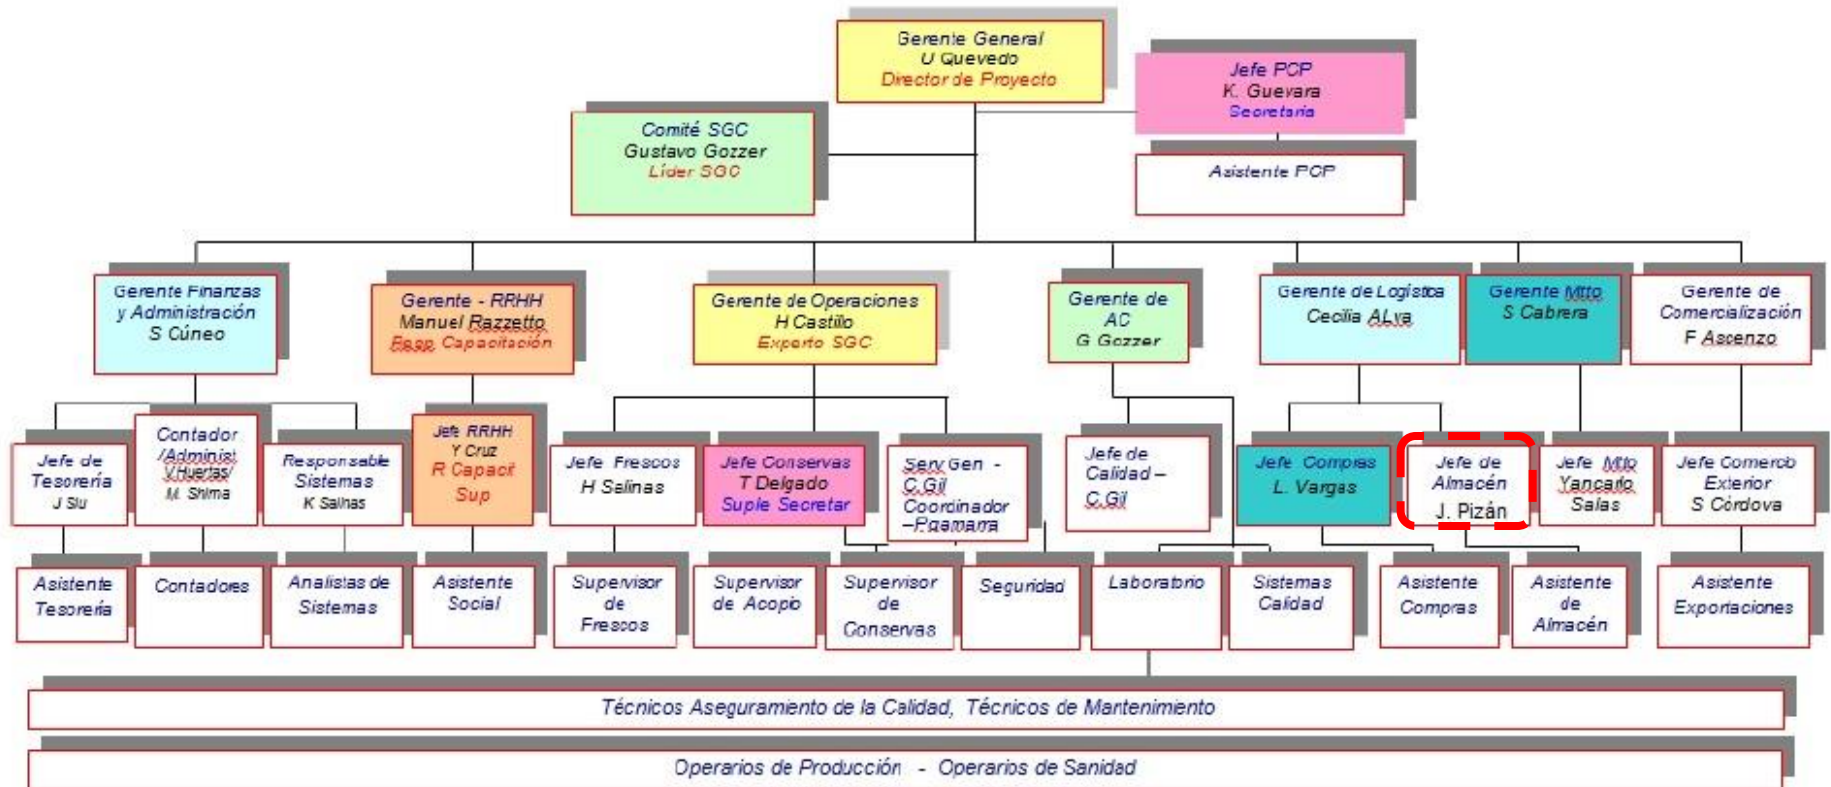 Gerente General
U Quevedo
Director de Proyecto
Jefe PCP
K. Guevara
Secretaria
Comité SGC
Gustavo Gozzer
Líder SGC
Asistente PCP
Gerente Finanzas
y Administración
S Cúneo
Gerente - RRHH
Manuel Razzetto
Resp. Capacitación
Gerente de Operaciones
H Castillo
Experto SGC
Gerente de
AC
G Gozzer
Gerente de Logística
Cecilia ALva
Gerente Mtto
S Cabrera
Gerente de
Comercialización
F Ascenzo
Jefe de
Tesorería
J Siu
Contador
/Administ.
V.Huertas/
M. Shima
Responsable
Sistemas
K Salinas
Jefe RRHH
Y Cruz
R Capacit
Sup
Jefe Frescos
H Salinas
Jefe Conservas
T Delgado
Suple Secretar
Serv Gen -
C.Gil
Coordinador
–P.gamarra
Jefe de
Calidad –
C.Gil
Jefe Compras
L. Vargas
Jefe de
Almacén
J. Pizán
Jefe Mtto
Yancarlo
Salas
Jefe Comercio
Exterior
S Córdova
Asistente
Tesorería
Contadores
Analistas de
Sistemas
Asistente
Social
Supervisor
de
Frescos
Supervisor
de Acopio
Supervisor
de
Conservas
Seguridad
Laboratorio
Sistemas
Calidad
Asistente
Compras
Asistente
de
Almacén
Asistente
Exportaciones
Técnicos Aseguramiento de la Calidad, Técnicos de Mantenimiento
Operarios de Producción - Operarios de Sanidad